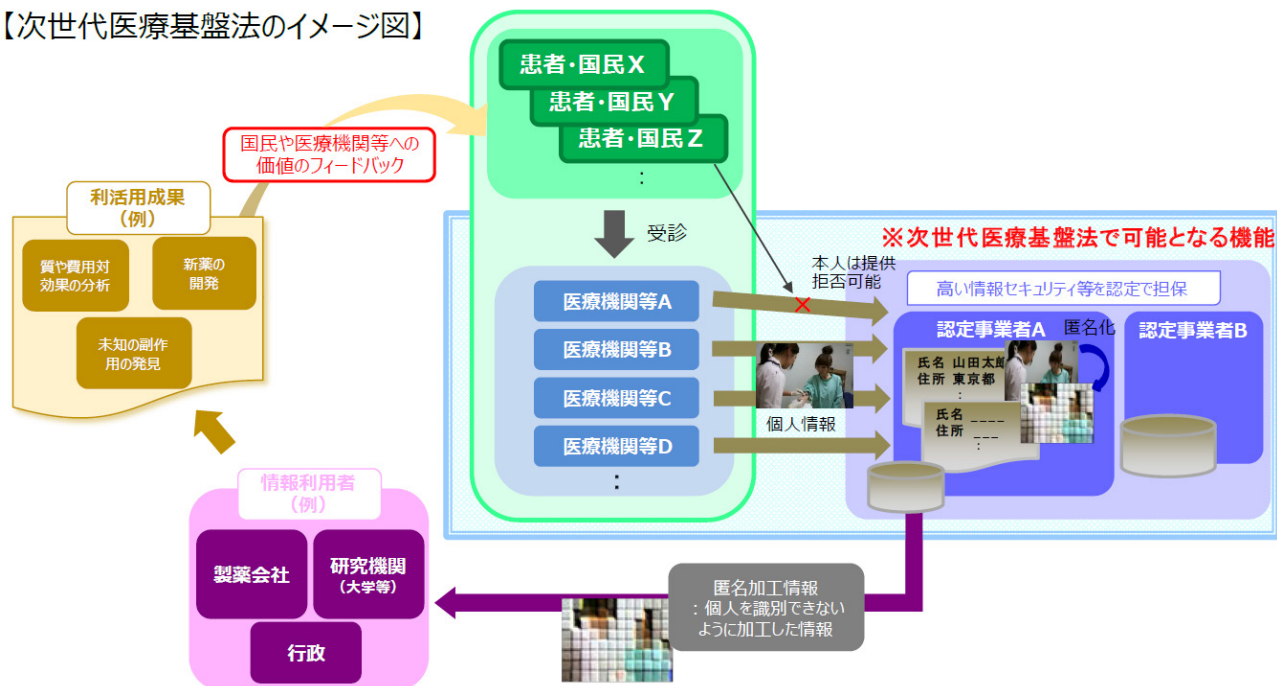 【次世代医療基盤法のイメージ図】
患者・国民X
患者・国民Y
患者・国民Z
：
国民や医療機関等への
価値のフィードバック
利活用成果
（例）
質や費用対
効果の分析
新薬の
開発
未知の副作
用の発見
受診
※次世代医療基盤法で可能となる機能
本人は提供
拒否可能
高い情報セキュリティ等を認定で担保
医療機関等A
医療機関等B
医療機関等C
医療機関等D
：
個人情報
認定事業者A
匿名化
氏名 山田太郎
住所 東京都
：
氏名 ____
住所 ___
：
認定事業者B
情報利用者
（例）
製薬会社
研究機関
（大学等）
行政
匿名加工情報
：個人を識別できない
ように加工した情報